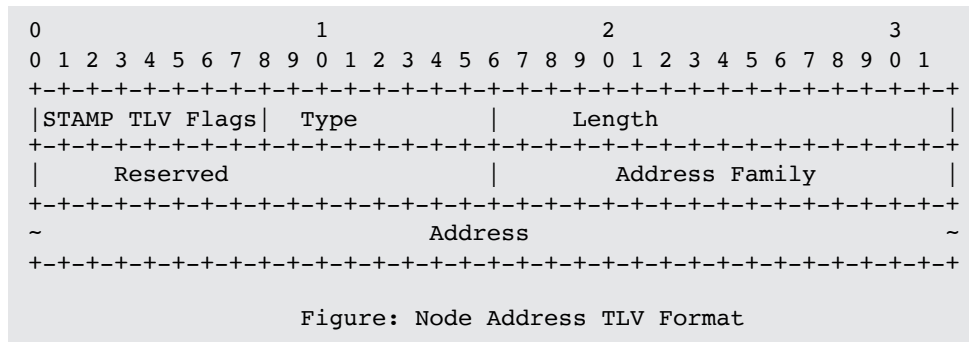 0                   1                   2                   3
0 1 2 3 4 5 6 7 8 9 0 1 2 3 4 5 6 7 8 9 0 1 2 3 4 5 6 7 8 9 0 1
+-+-+-+-+-+-+-+-+-+-+-+-+-+-+-+-+-+-+-+-+-+-+-+-+-+-+-+-+-+-+-+-+
|STAMP TLV Flags|  Type         |     Length                    |
+-+-+-+-+-+-+-+-+-+-+-+-+-+-+-+-+-+-+-+-+-+-+-+-+-+-+-+-+-+-+-+-+
|     Reserved                  |        Address Family         |
+-+-+-+-+-+-+-+-+-+-+-+-+-+-+-+-+-+-+-+-+-+-+-+-+-+-+-+-+-+-+-+-+
~                           Address                             ~
+-+-+-+-+-+-+-+-+-+-+-+-+-+-+-+-+-+-+-+-+-+-+-+-+-+-+-+-+-+-+-+-+
Figure: Node Address TLV Format